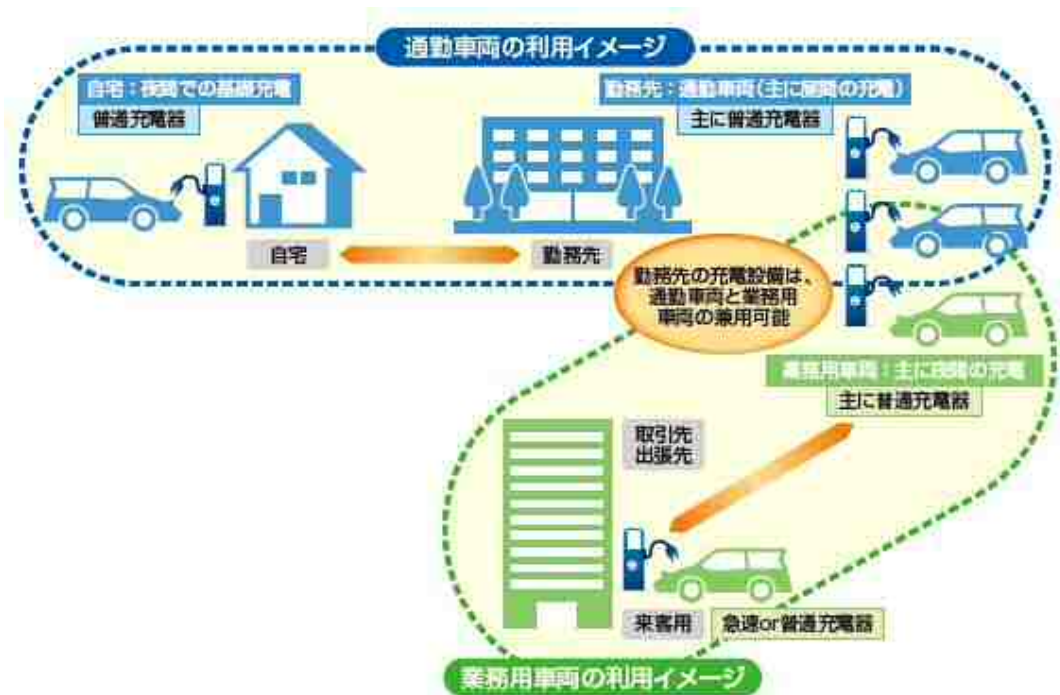 通勤車両の利用イメージ
自宅：夜間での基礎充電
普通充電器
勤務先：通勤車両（主に昼間の充電）
主に普通充電器
自宅
勤務先
勤務先の充電設備は、
通勤車両と業務用
車両の兼用可能
業務用車両：主に夜間の充電
主に普通充電器
取引先
出張先
来客用
急速or普通充電器
業務用車両の利用イメージ